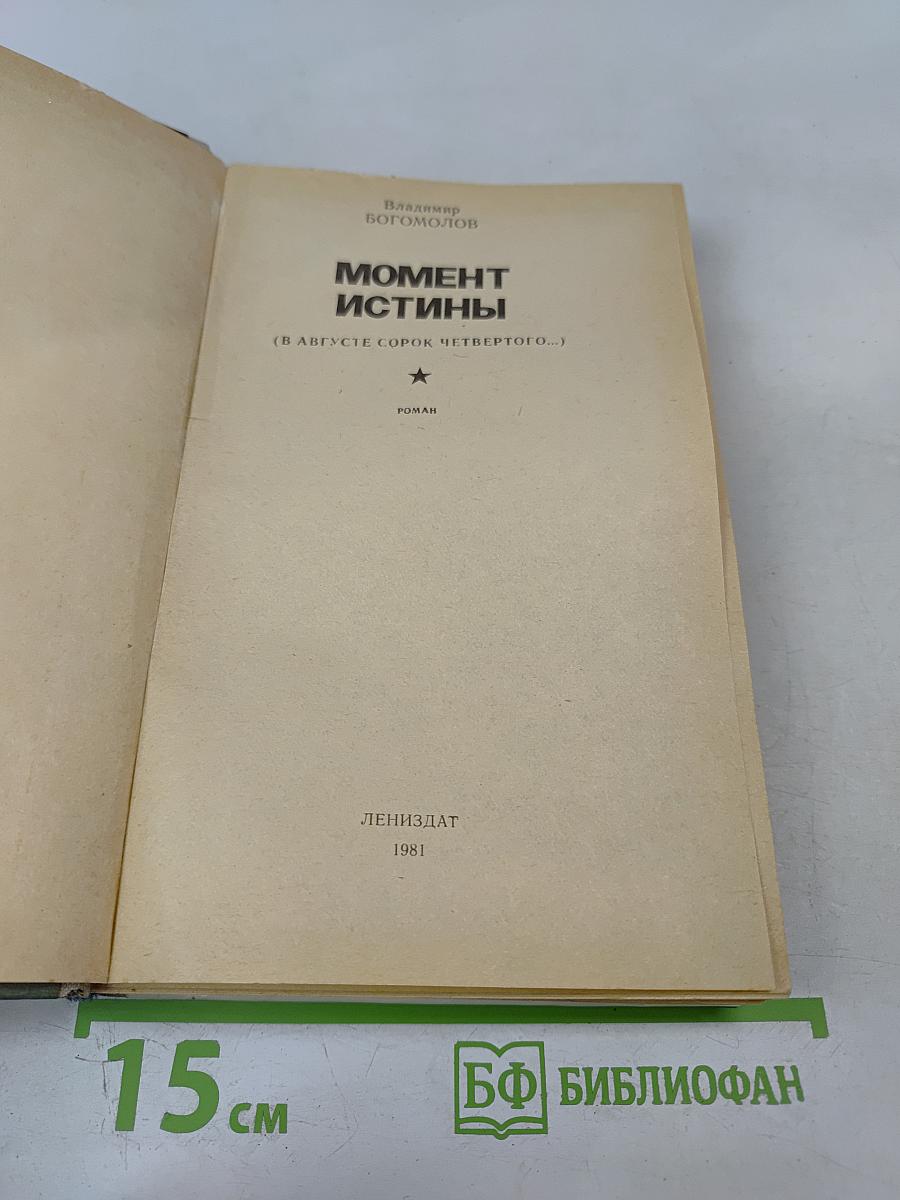 Владимир
БОГОМОЛОВ
МОМЕНТ
ИСТИНЫ
(В АВГУСТЕ СОРОК ЧЕТВЕРТОГО...)
РОМАН
ЛЕНИЗДАТ
1981
15 см
БФ БИБЛИОФАН